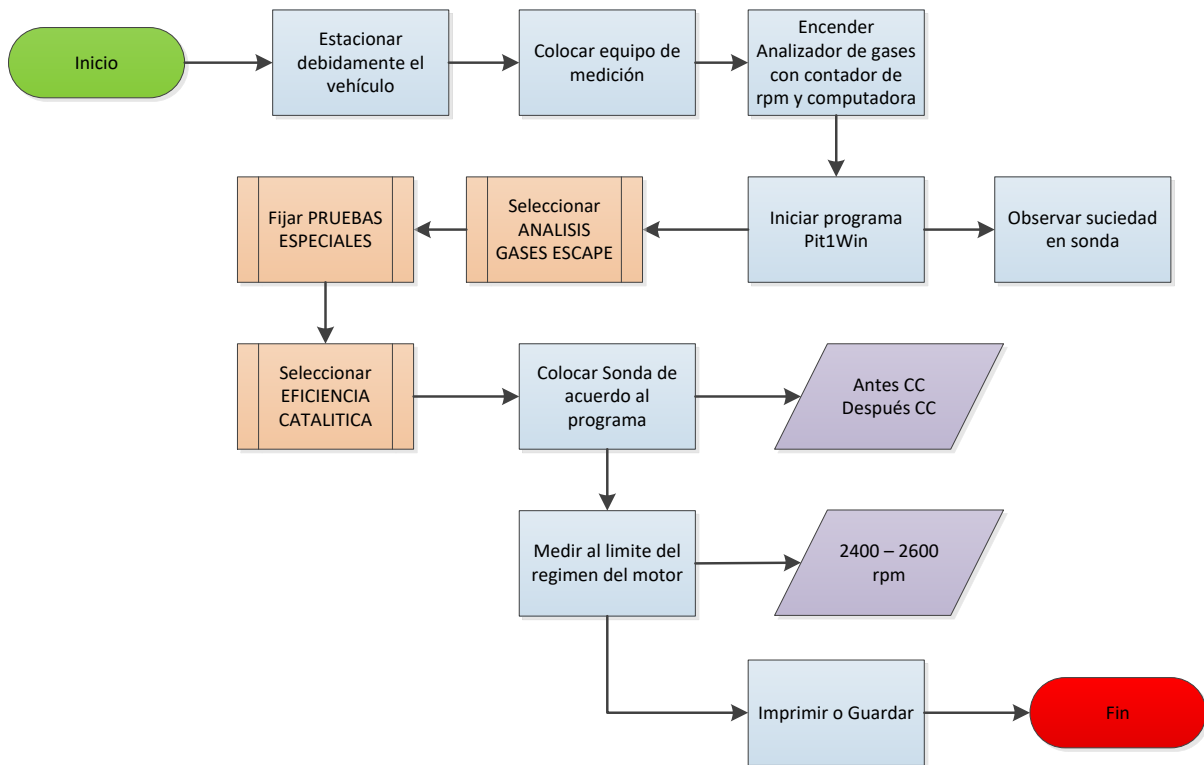 Inicio
Estacionar
debidamente el
vehículo
Colocar equipo de
medición
Encender
Analizador de gases
con contador de
rpm y computadora
Fijar PRUEBAS
ESPECIALES
Seleccionar
ANALISIS
GASES ESCAPE
Iniciar programa
Pit1Win
Observar suciedad
en sonda
Seleccionar
EFICIENCIA
CATALITICA
Colocar Sonda de
acuerdo al
programa
Antes CC
Después CC
Medir al limite del
regimen del motor
2400 – 2600
rpm
Imprimir o Guardar
Fin